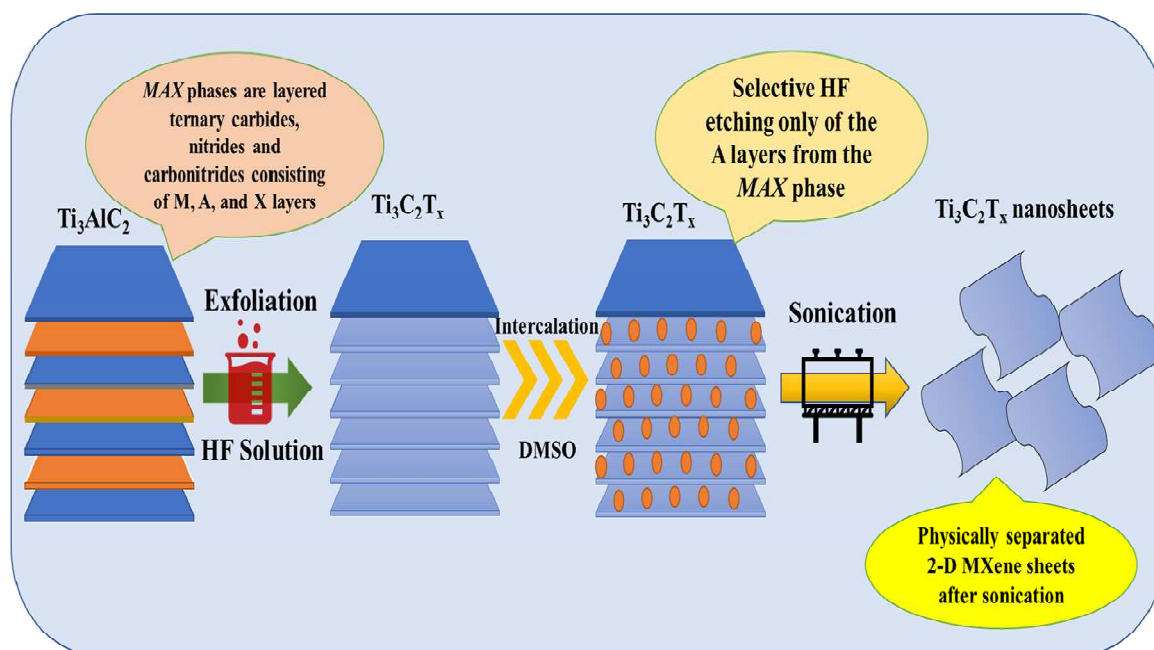 MAX phases are layered
ternary carbides,
nitrides and
carbonitrides consisting
of M, A, and X layers
Selective HF
etching only of the
A layers from the
MAX phase
Ti₃AlC₂
Ti₃C₂Tₓ
Ti₃C₂Tₓ
Ti₃C₂Tₓ nanosheets
Exfoliation
HF Solution
Intercalation
DMSO
Sonication
Physically separated
2-D MXene sheets
after sonication